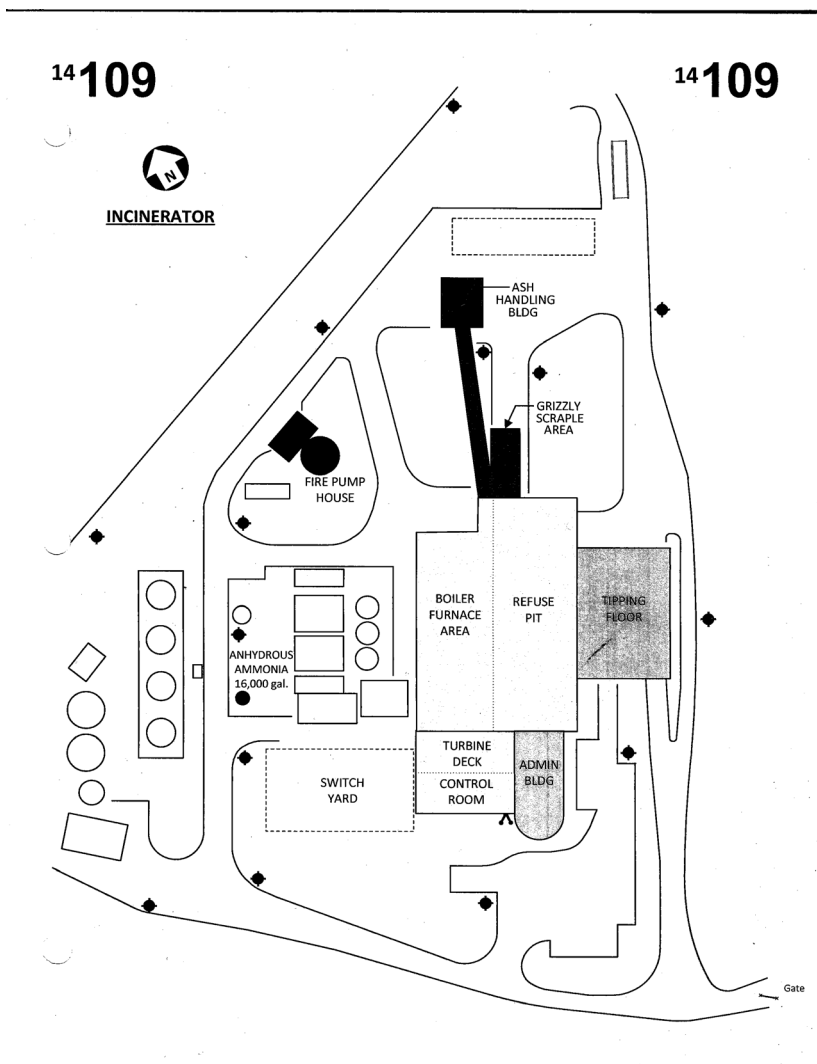 14109
14109
N
INCINERATOR
ASH
HANDLING
BLDG
GRIZZLY
SCRAPLE
AREA
FIRE PUMP
HOUSE
BOILER
FURNACE
AREA
REFUSE
PIT
TIPPING
FLOOR
ANHYDROUS
AMMONIA
16,000 gal.
TURBINE
DECK
SWITCH
YARD
CONTROL
ROOM
ADMIN
BLDG
Gate